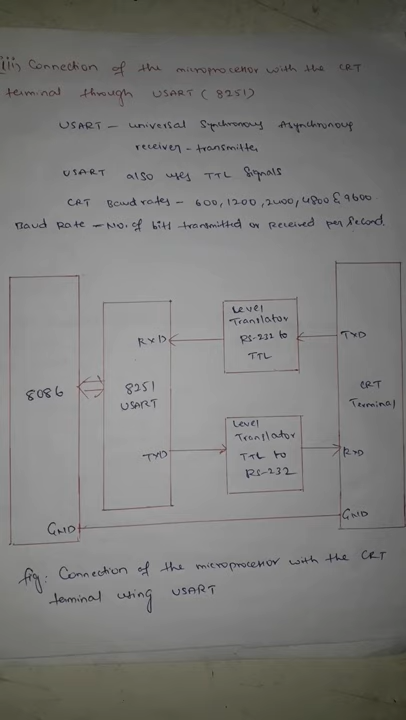 (iii) Connection of the microprocessor with the CRT
terminal through USART (8251)
USART - universal Synchronous Asynchronous
receiver - transmitter
USART also uses TTL Signals
CRT Baud rates - 600, 1200, 2400, 4800 & 9600
Baud Rate - No. of bits transmitted or Received per Second.
Level
Translator
RS-232 to
TTL
RXD
TXD
8086
8251
USART
CRT
Terminal
Level
Translator
TTL to
RS-232
TXD
RXD
GND
GND
fig: Connection of the microprocessor with the CRT
terminal using USART